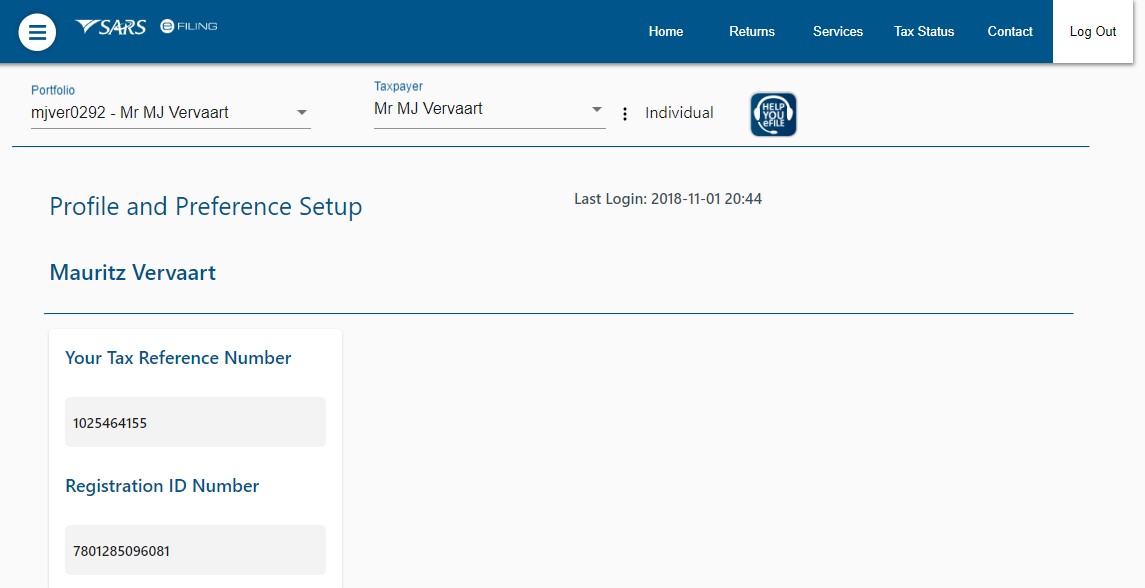 SARS eFILING
Home Returns Services Tax Status Contact Log Out
Portfolio
mjver0292 - Mr MJ Vervaart
Taxpayer
Mr MJ Vervaart
Individual
HELP
YOU
eFILE
Profile and Preference Setup
Last Login: 2018-11-01 20:44
Mauritz Vervaart
Your Tax Reference Number
1025464155
Registration ID Number
7801285096081